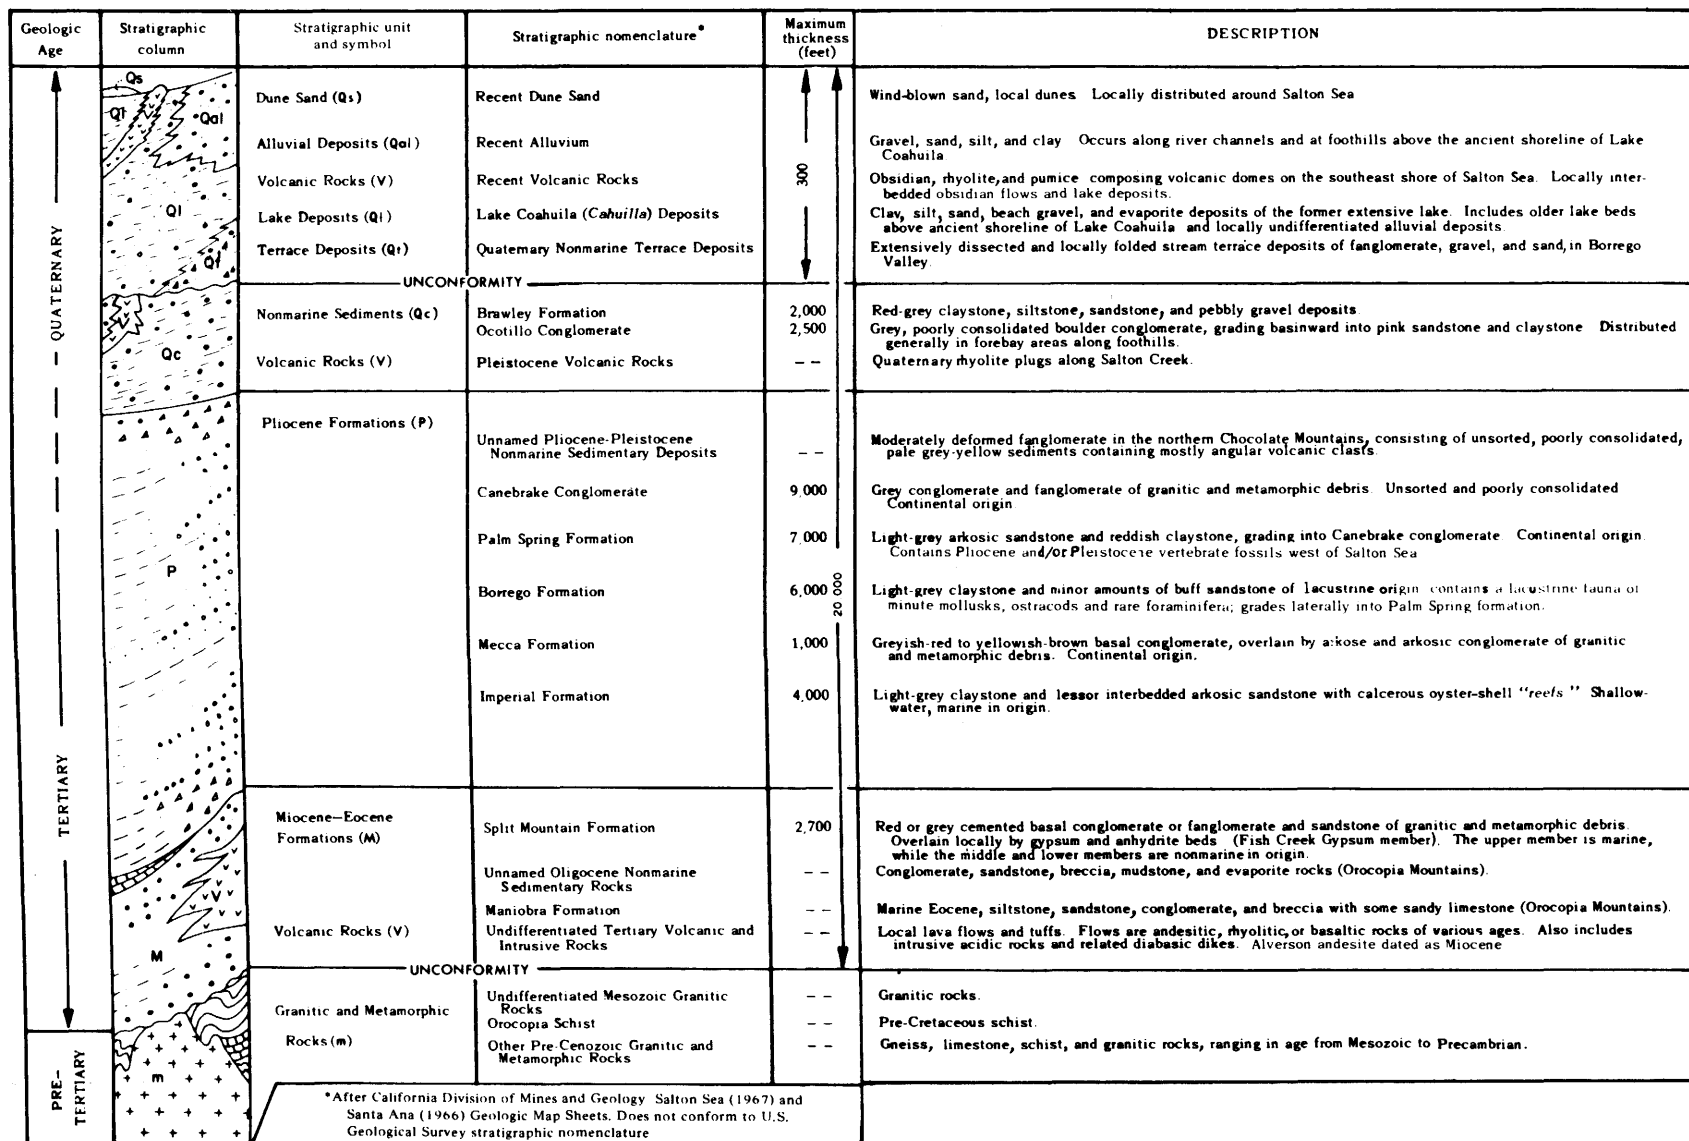 Geologic Age
Stratigraphic column
Stratigraphic unit and symbol
Stratigraphic nomenclature*
Maximum thickness (feet)
DESCRIPTION
QUATERNARY
TERTIARY
PRE-TERTIARY
Qs
Qt
Qal
Ql
Qt
Qc
P
M
m
300
20 000
Dune Sand (Qs)
Recent Dune Sand
Wind-blown sand, local dunes Locally distributed around Salton Sea
Alluvial Deposits (Qal)
Recent Alluvium
Gravel, sand, silt, and clay Occurs along river channels and at foothills above the ancient shoreline of Lake
Coahuila
Volcanic Rocks (V)
Recent Volcanic Rocks
Obsidian, rhyolite, and pumice composing volcanic domes on the southeast shore of Salton Sea. Locally inter-
bedded obsidian flows and lake deposits.
Lake Deposits (Ql)
Lake Coahuila (Cahuilla) Deposits
Clay, silt, sand, beach gravel, and evaporite deposits of the former extensive lake. Includes older lake beds
above ancient shoreline of Lake Coahuila and locally undifferentiated alluvial deposits
Terrace Deposits (Qt)
Quaternary Nonmarine Terrace Deposits
Extensively dissected and locally folded stream terrace deposits of fanglomerate, gravel, and sand, in Borrego
Valley.
UNCONFORMITY
Nonmarine Sediments (Qc)
Brawley Formation
2,000
Red-grey claystone, siltstone, sandstone, and pebbly gravel deposits
Ocotillo Conglomerate
2,500
Grey, poorly consolidated boulder conglomerate, grading basinward into pink sandstone and claystone Distributed
generally in forebay areas along foothills.
Volcanic Rocks (V)
Pleistocene Volcanic Rocks
- -
Quaternary rhyolite plugs along Salton Creek.
Pliocene Formations (P)
Unnamed Pliocene-Pleistocene
Nonmarine Sedimentary Deposits
- -
Moderately deformed fanglomerate in the northern Chocolate Mountains, consisting of unsorted, poorly consolidated,
pale grey-yellow sediments containing mostly angular volcanic clasts.
Canebrake Conglomerate
9,000
Grey conglomerate and fanglomerate of granitic and metamorphic debris Unsorted and poorly consolidated
Continental origin
Palm Spring Formation
7,000
Light-grey arkosic sandstone and reddish claystone, grading into Canebrake conglomerate Continental origin
Contains Pliocene and/or Pleistocene vertebrate fossils west of Salton Sea
Borrego Formation
6,000
Light-grey claystone and minor amounts of buff sandstone of lacustrine origin contains a lacustrine fauna of
minute mollusks, ostracods and rare foraminifera; grades laterally into Palm Spring formation.
Mecca Formation
1,000
Greyish-red to yellowish-brown basal conglomerate, overlain by arkose and arkosic conglomerate of granitic
and metamorphic debris. Continental origin.
Imperial Formation
4,000
Light-grey claystone and lessor interbedded arkosic sandstone with calcerous oyster-shell "reefs " Shallow-
water, marine in origin.
Miocene—Eocene
Formations (M)
Split Mountain Formation
2,700
Red or grey cemented basal conglomerate or fanglomerate and sandstone of granitic and metamorphic debris.
Overlain locally by gypsum and anhydrite beds (Fish Creek Gypsum member). The upper member is marine,
while the middle and lower members are nonmarine in origin.
Unnamed Oligocene Nonmarine
Sedimentary Rocks
- -
Conglomerate, sandstone, breccia, mudstone, and evaporite rocks (Orocopia Mountains).
Maniobra Formation
- -
Marine Eocene, siltstone, sandstone, conglomerate, and breccia with some sandy limestone (Orocopia Mountains).
Volcanic Rocks (V)
Undifferentiated Tertiary Volcanic and
Intrusive Rocks
- -
Local lava flows and tuffs. Flows are andesitic, rhyolitic, or basaltic rocks of various ages. Also includes
intrusive acidic rocks and related diabasic dikes. Alverson andesite dated as Miocene
UNCONFORMITY
Granitic and Metamorphic
Rocks (m)
Undifferentiated Mesozoic Granitic
Rocks
- -
Granitic rocks.
Orocopia Schist
- -
Pre-Cretaceous schist.
Other Pre-Cenozoic Granitic and
Metamorphic Rocks
- -
Gneiss, limestone, schist, and granitic rocks, ranging in age from Mesozoic to Precambrian.
*After California Division of Mines and Geology Salton Sea (1967) and
Santa Ana (1966) Geologic Map Sheets. Does not conform to U.S.
Geological Survey stratigraphic nomenclature